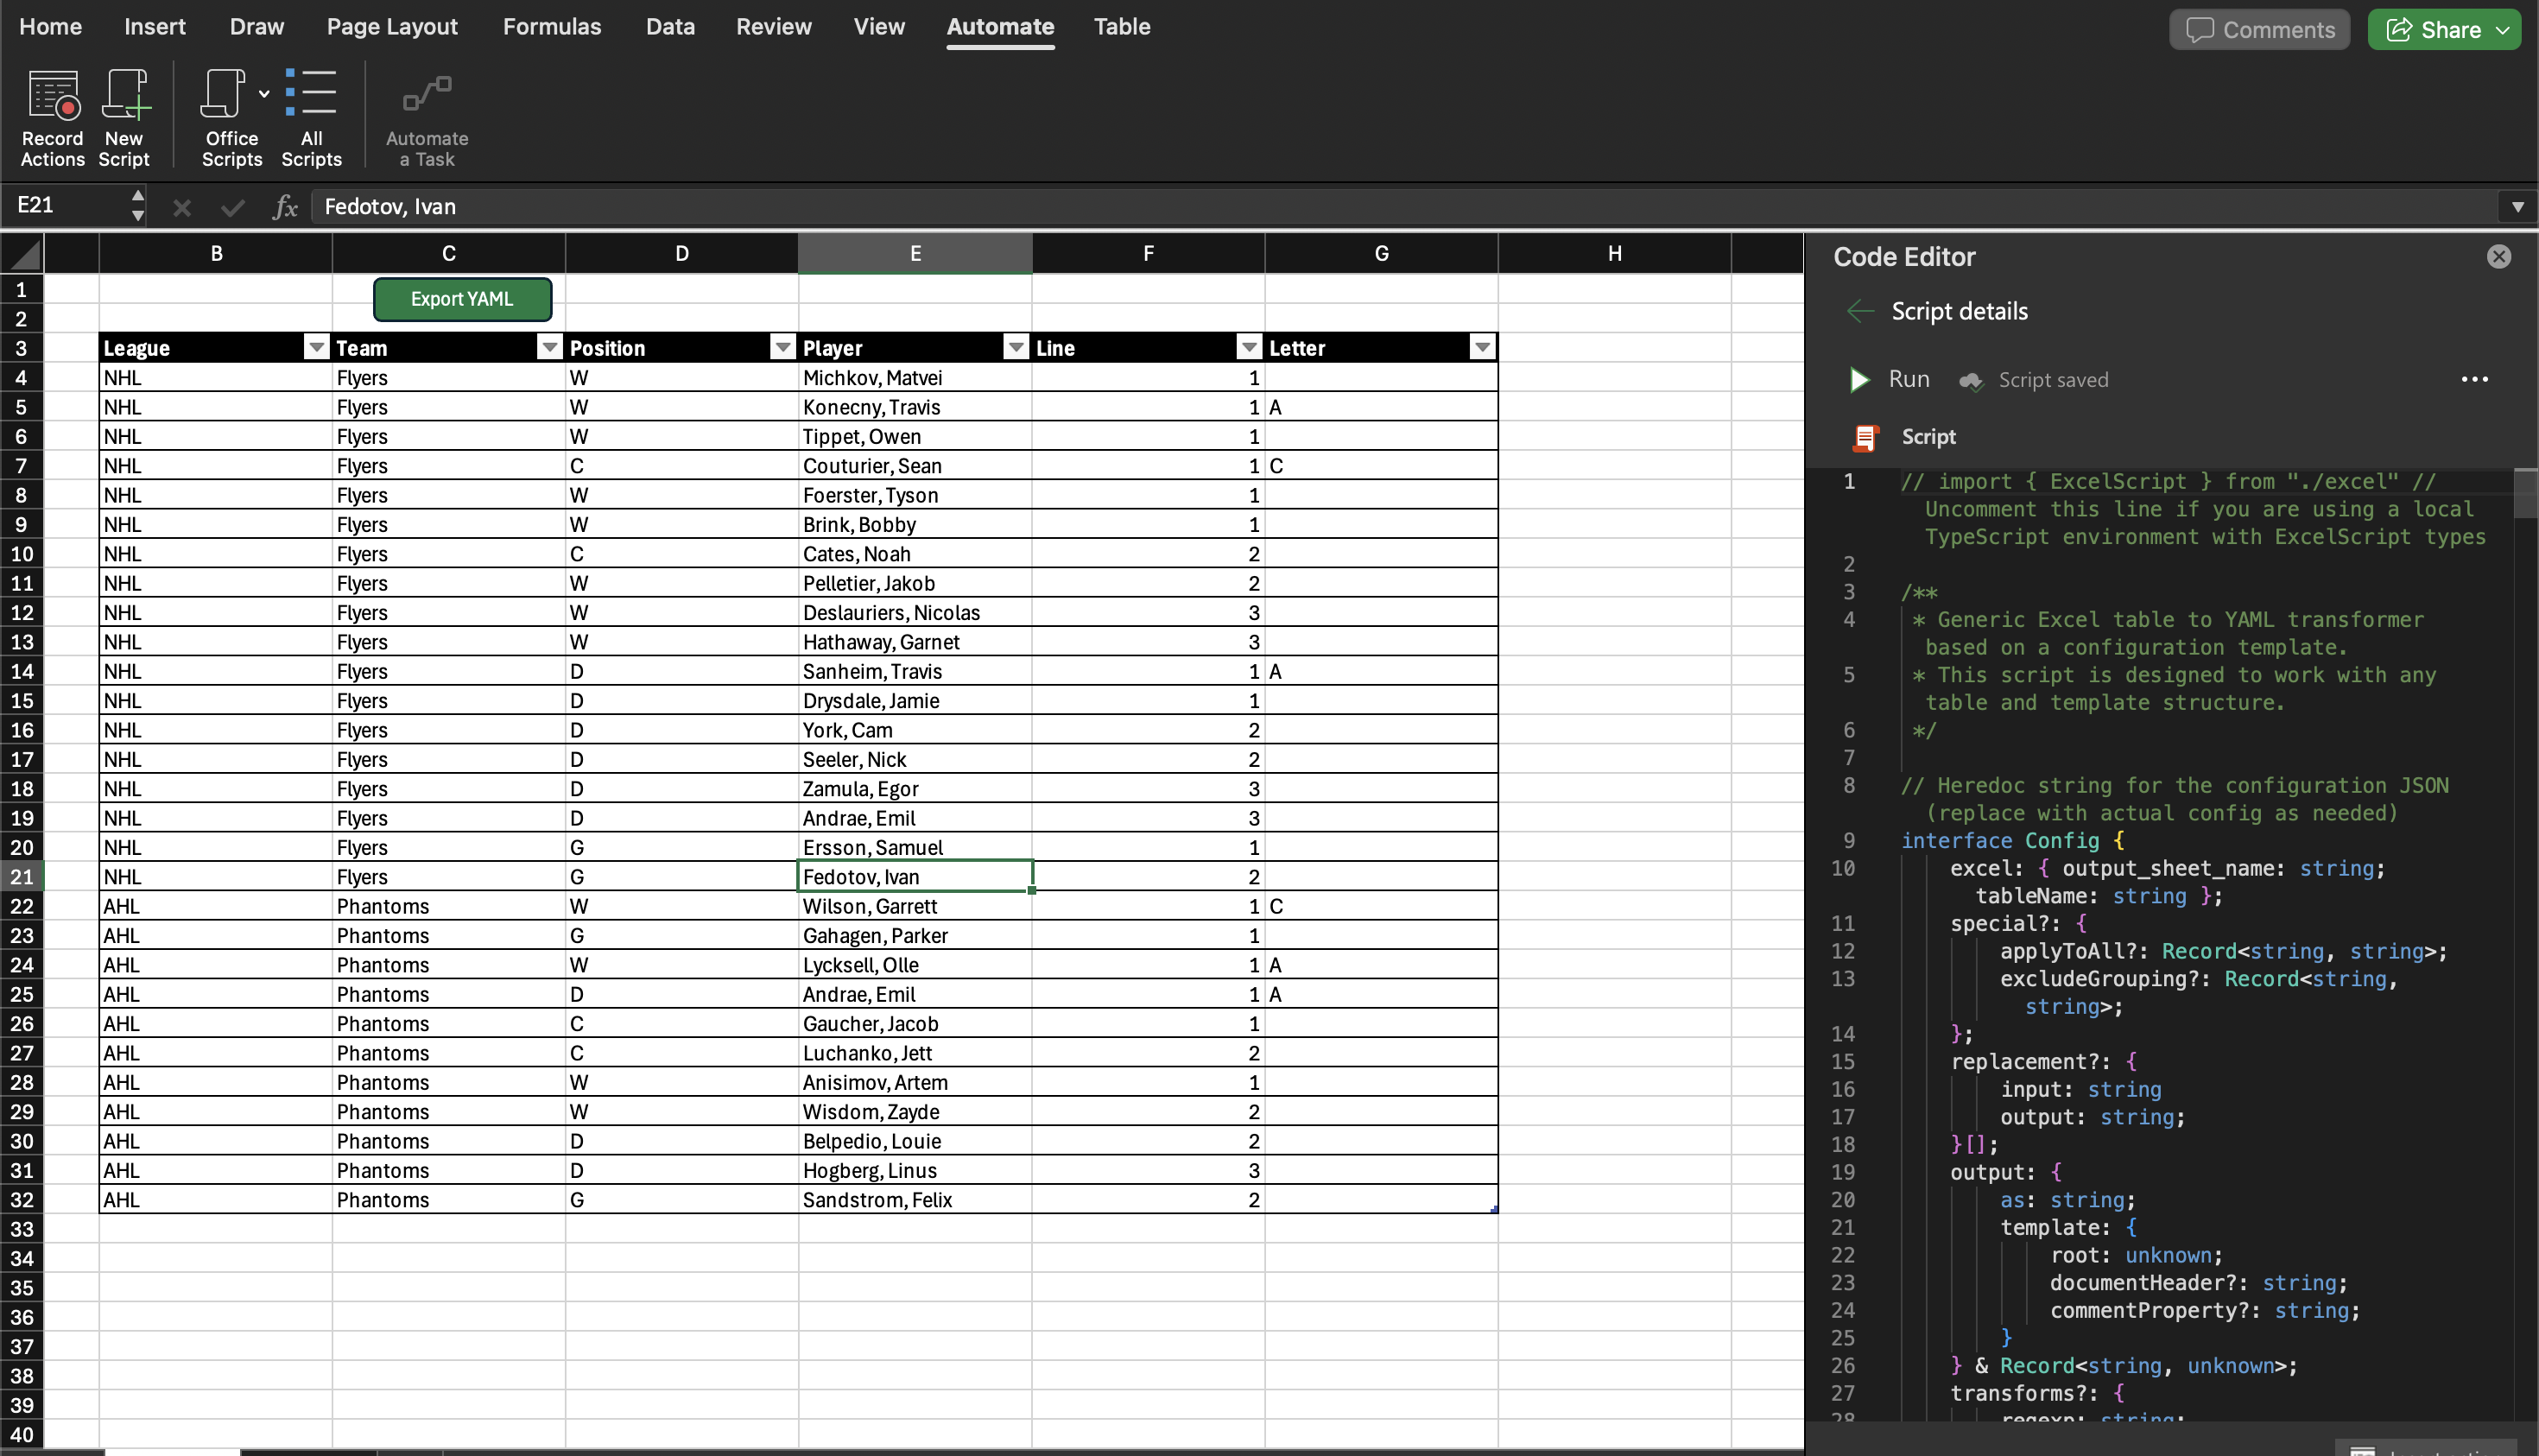 Home Insert Draw Page Layout Formulas Data Review View Automate Table Comments Share
Record Actions
New Script
Office Scripts
All Scripts
Automate a Task
E21 fx Fedotov, Ivan
B C D E F G H
1 Export YAML
2
3 League Team Position Player Line Letter
4 NHL Flyers W Michkov, Matvei 1
5 NHL Flyers W Konecny, Travis 1 A
6 NHL Flyers W Tippet, Owen 1
7 NHL Flyers C Couturier, Sean 1 C
8 NHL Flyers W Foerster, Tyson 1
9 NHL Flyers W Brink, Bobby 1
10 NHL Flyers C Cates, Noah 2
11 NHL Flyers W Pelletier, Jakob 2
12 NHL Flyers W Deslauriers, Nicolas 3
13 NHL Flyers W Hathaway, Garnet 3
14 NHL Flyers D Sanheim, Travis 1 A
15 NHL Flyers D Drysdale, Jamie 1
16 NHL Flyers D York, Cam 2
17 NHL Flyers D Seeler, Nick 2
18 NHL Flyers D Zamula, Egor 3
19 NHL Flyers D Andrae, Emil 3
20 NHL Flyers G Ersson, Samuel 1
21 NHL Flyers G Fedotov, Ivan 2
22 AHL Phantoms W Wilson, Garrett 1 C
23 AHL Phantoms G Gahagen, Parker 1
24 AHL Phantoms W Lycksell, Olle 1 A
25 AHL Phantoms D Andrae, Emil 1 A
26 AHL Phantoms C Gaucher, Jacob 1
27 AHL Phantoms C Luchanko, Jett 2
28 AHL Phantoms W Anisimov, Artem 1
29 AHL Phantoms W Wisdom, Zayde 2
30 AHL Phantoms D Belpedio, Louie 2
31 AHL Phantoms D Hogberg, Linus 3
32 AHL Phantoms G Sandstrom, Felix 2
33
34
35
36
37
38
39
40
Code Editor
Script details
Run Script saved
Script
1 // import { ExcelScript } from "./excel" //
Uncomment this line if you are using a local
TypeScript environment with ExcelScript types
2
3 /**
4 * Generic Excel table to YAML transformer
based on a configuration template.
5 * This script is designed to work with any
table and template structure.
6 */
7
8 // Heredoc string for the configuration JSON
(replace with actual config as needed)
9 interface Config {
10 excel: { output_sheet_name: string;
tableName: string };
11 special?: {
12 applyToAll?: Record<string, string>;
13 excludeGrouping?: Record<string,
string>;
14 };
15 replacement?: {
16 input: string
17 output: string;
18 }[];
19 output: {
20 as: string;
21 template: {
22 root: unknown;
23 documentHeader?: string;
24 commentProperty?: string;
25 }
26 } & Record<string, unknown>;
27 transforms?: {
28 regexp: string;